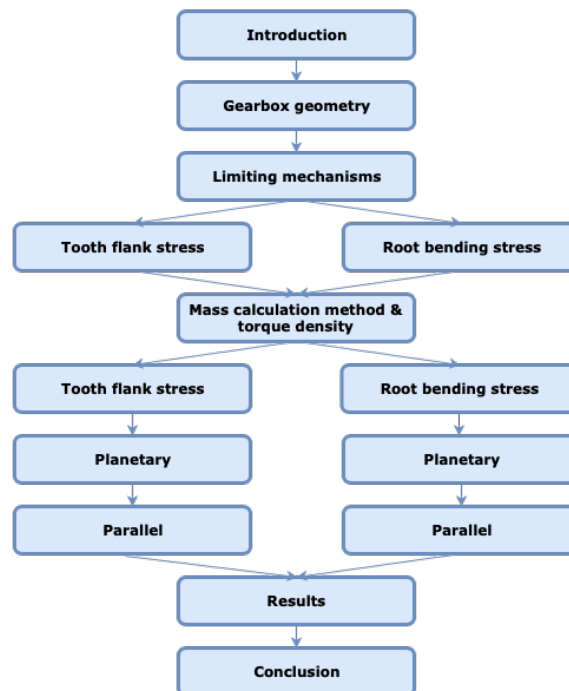 Introduction
Gearbox geometry
Limiting mechanisms
Tooth flank stress
Root bending stress
Mass calculation method &
torque density
Tooth flank stress
Root bending stress
Planetary
Planetary
Parallel
Parallel
Results
Conclusion